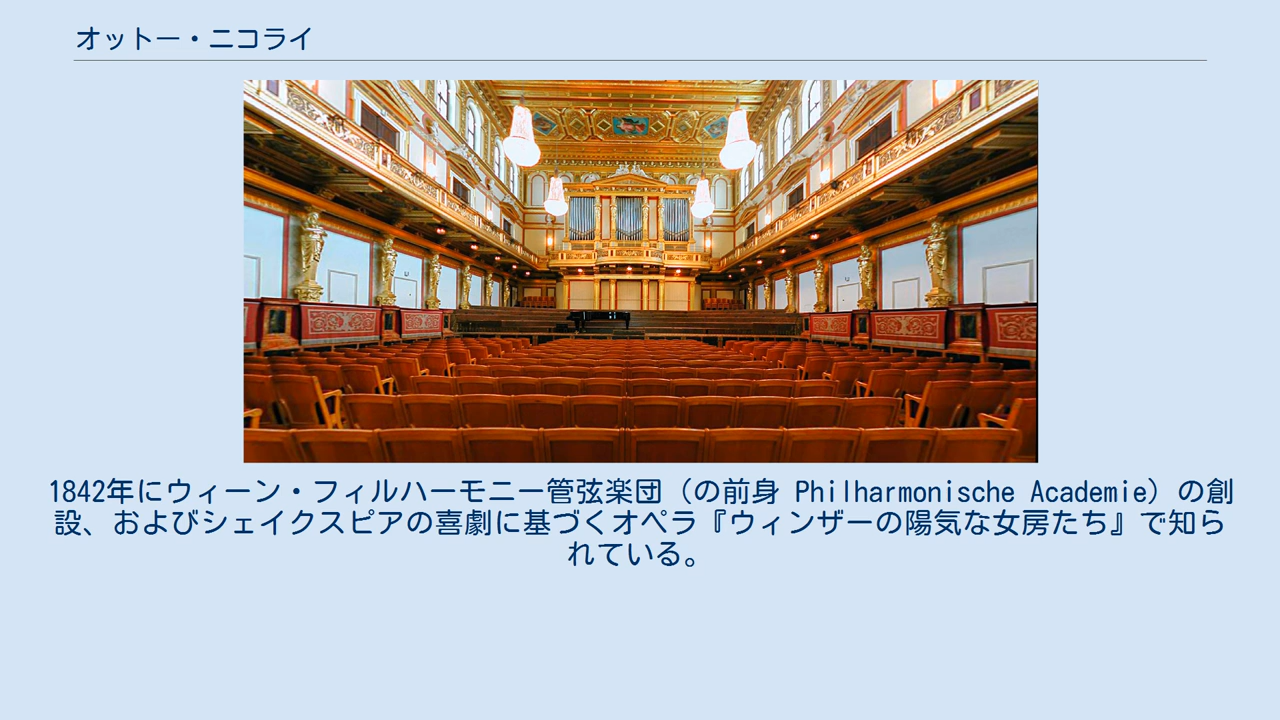 オットー・ニコライ
1842年にウィーン・フィルハーモニー管弦楽団（の前身 Philharmonische Academie）の創
設、およびシェイクスピアの喜劇に基づくオペラ『ウィンザーの陽気な女房たち』で知ら
れている。